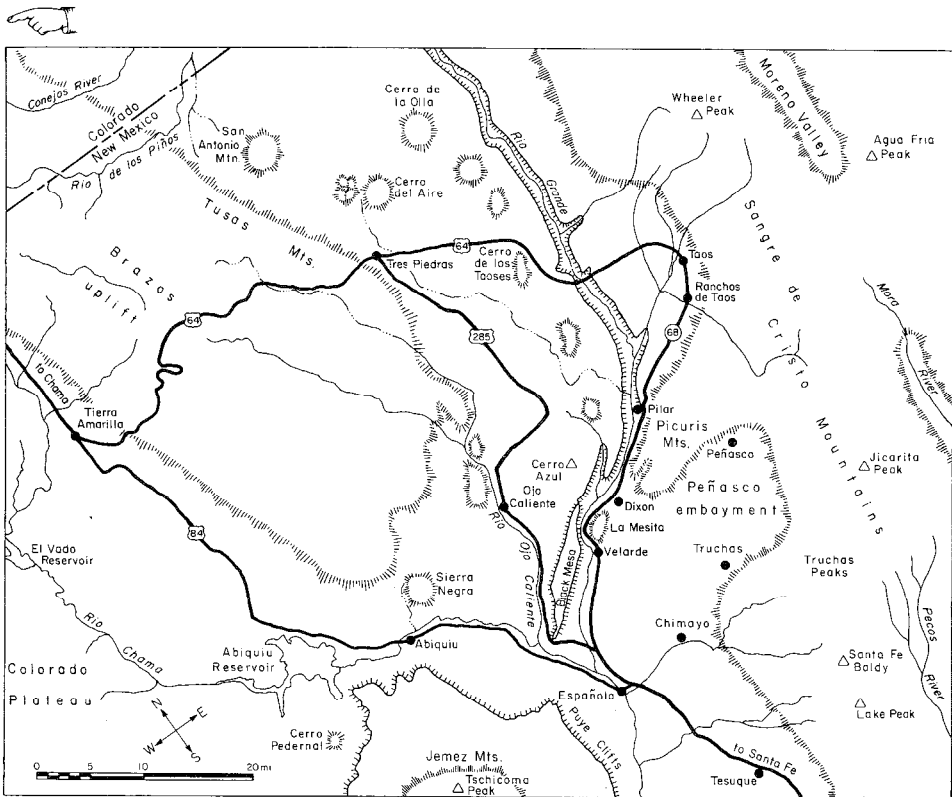 Conejos River
Colorado
New Mexico
Rio de los Piños
San
Antonio
Mtn.
Cerro de
la Olla
Cerro
del Aire
Rio Grande
Wheeler
Peak
Moreno Valley
Agua Fria
Peak
Tusas
Mts.
Brazos
uplift
64
Tres Piedras
64
Cerro
de los
Taoses
Taos
Ranchos
de Taos
Sangre de Cristo Mountains
Mora
River
285
68
to Chama
Tierra
Amarilla
Pilar
Picuris
Mts.
Peñasco
Jicarita
Peak
Cerro
Azul
Ojo
Caliente
Dixon
Peñasco
embayment
La Mesita
84
Rio Ojo Caliente
Black Mesa
Velarde
Truchas
Truchas
Peaks
El Vado
Reservoir
Sierra
Negra
Chimayo
Pecos
River
Rio Chama
Abiquiu
Reservoir
Abiquiu
Santa Fe
Baldy
Colorado
Plateau
Española
Lake Peak
Puye Cliffs
N
E
W
S
Cerro
Pedernal
Jemez Mts.
to Santa Fe
0 5 10 20 mi
Tschicoma
Peak
Tesuque